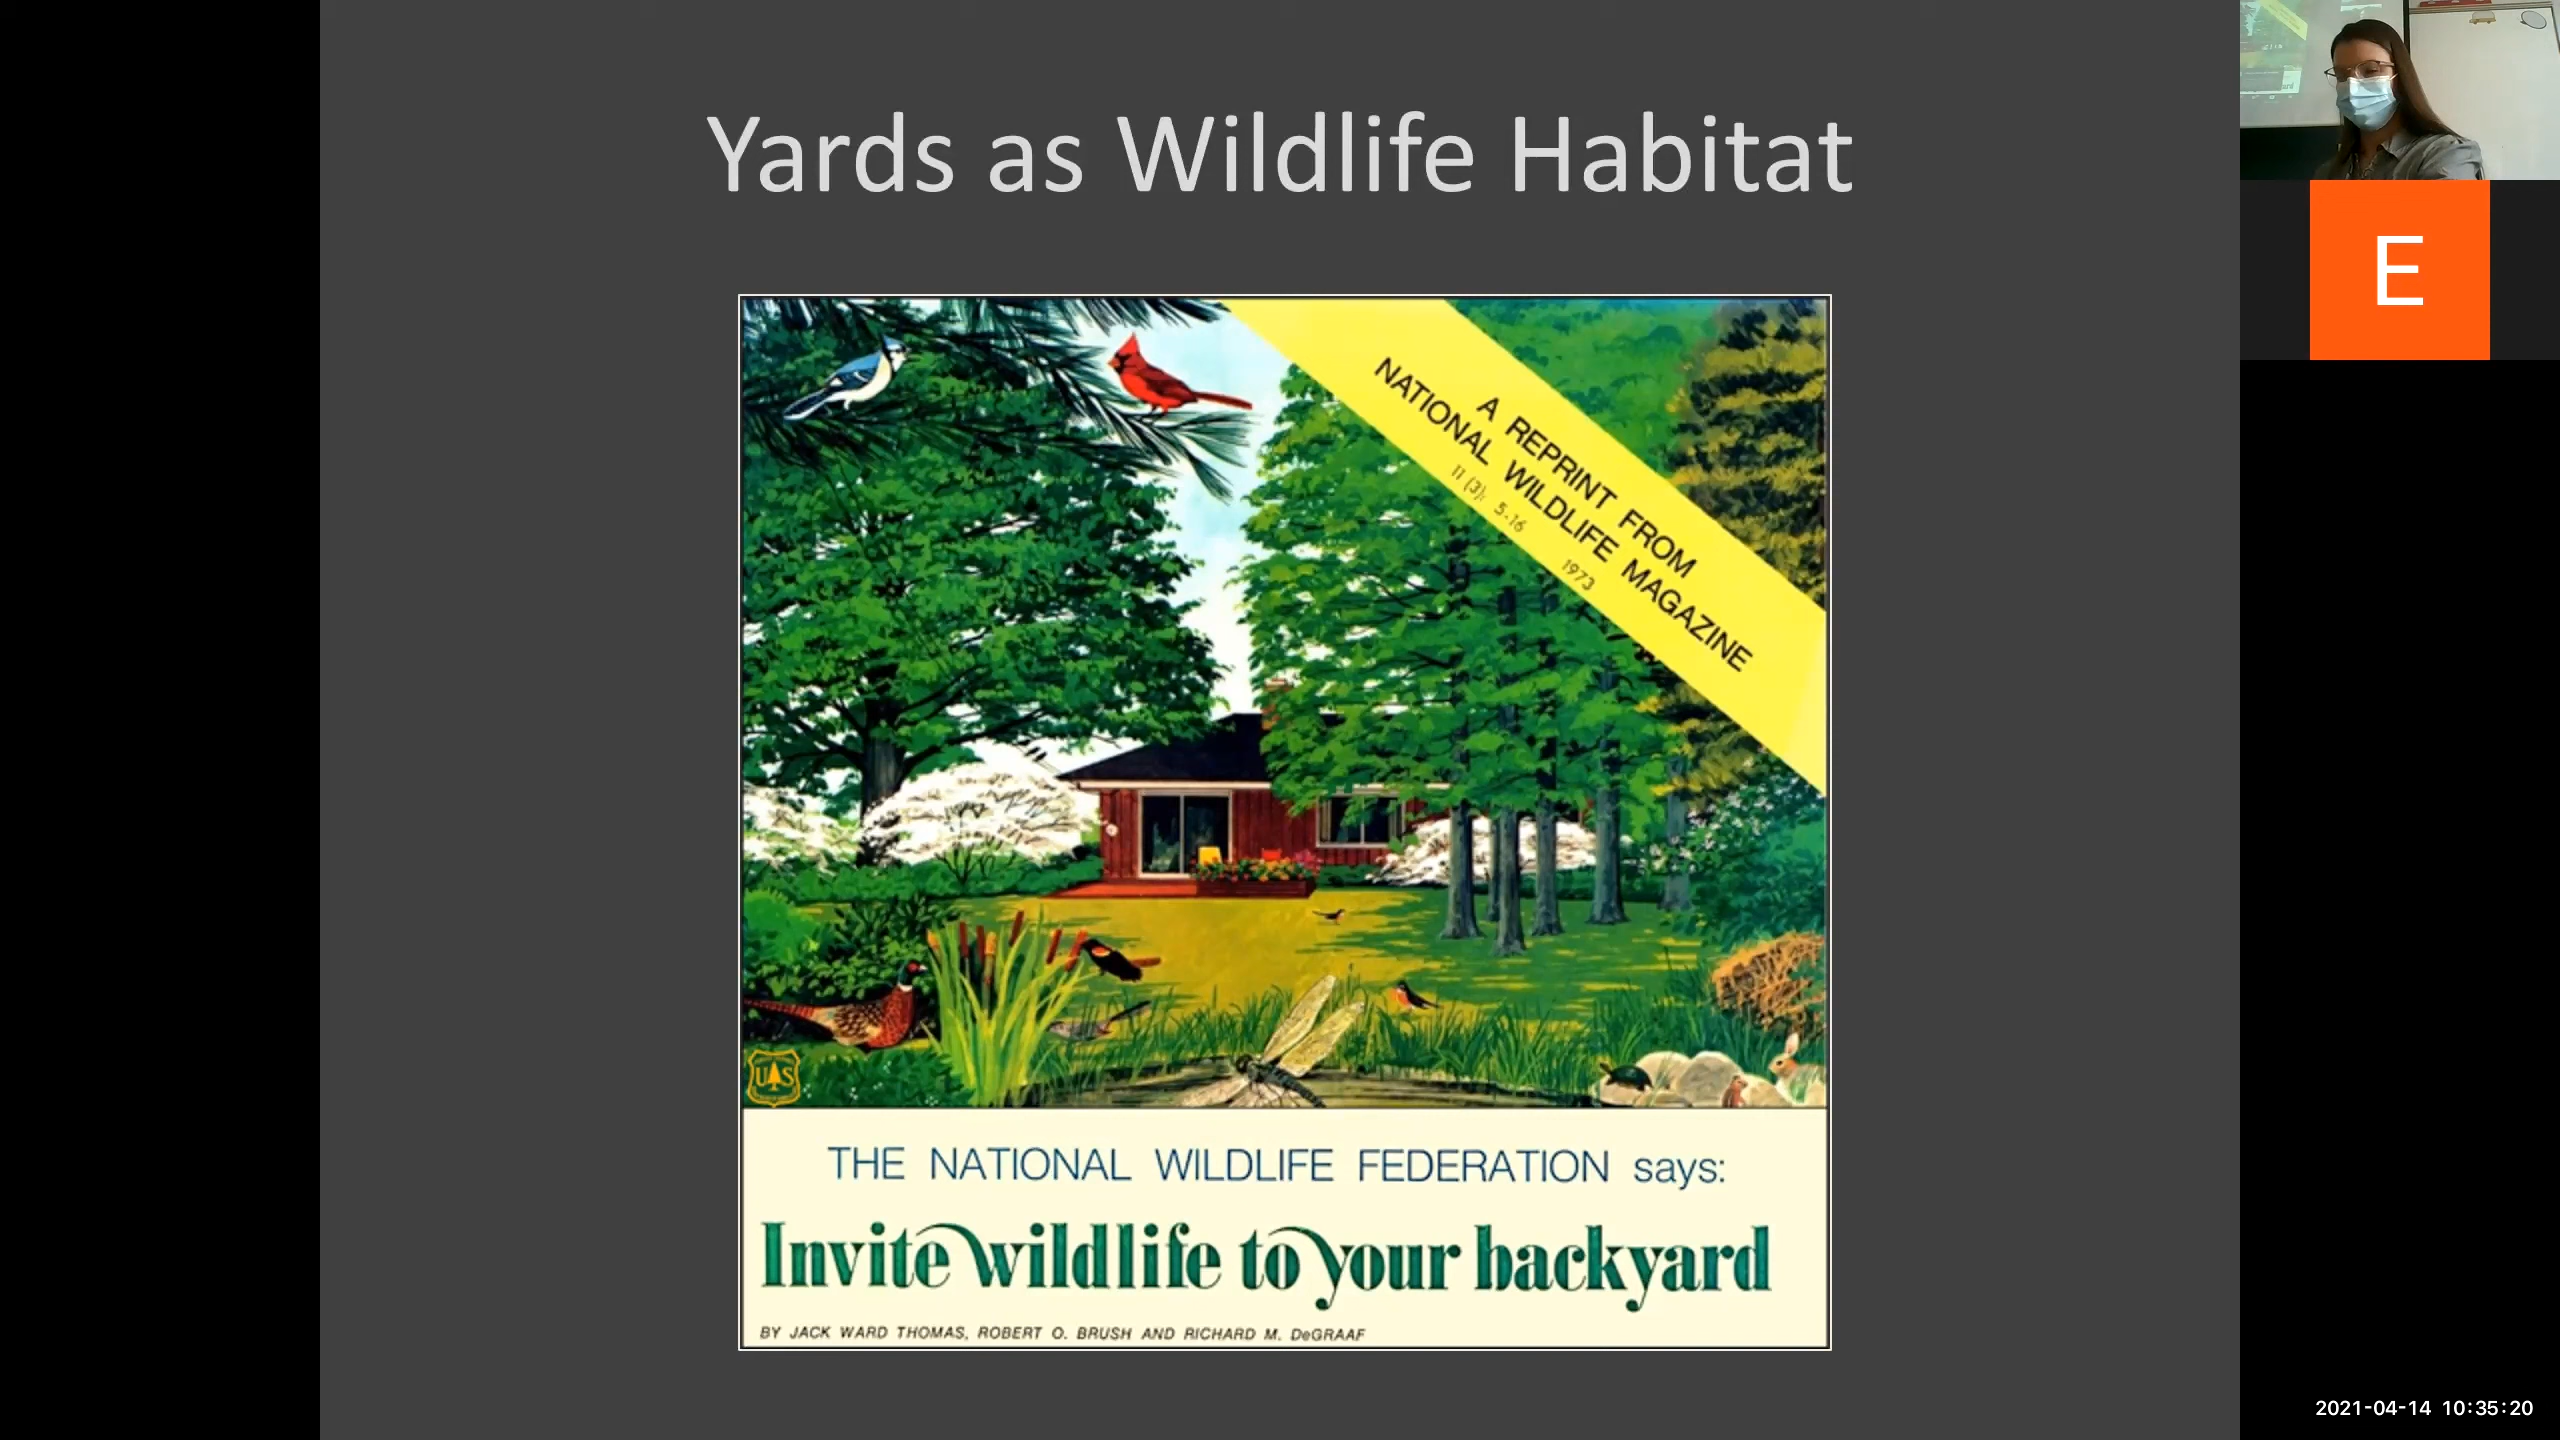 Yards as Wildlife Habitat
A REPRINT FROM
NATIONAL WILDLIFE MAGAZINE
11 (3): 5-16 1973
US
THE NATIONAL WILDLIFE FEDERATION says:
Invite wildlife to your backyard
BY JACK WARD THOMAS, ROBERT O. BRUSH AND RICHARD M. DeGRAAF
E
2021-04-14 10:35:20